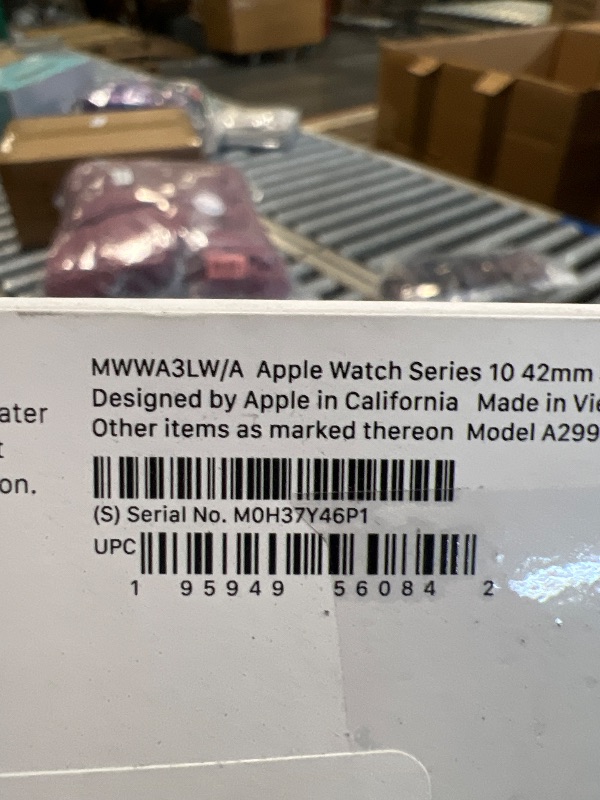 MWWA3LW/A Apple Watch Series 10 42mm
Designed by Apple in California Made in Vie
Other items as marked thereon Model A299
ater
t
on.
(S) Serial No. M0H37Y46P1
UPC
1 95949 56084 2